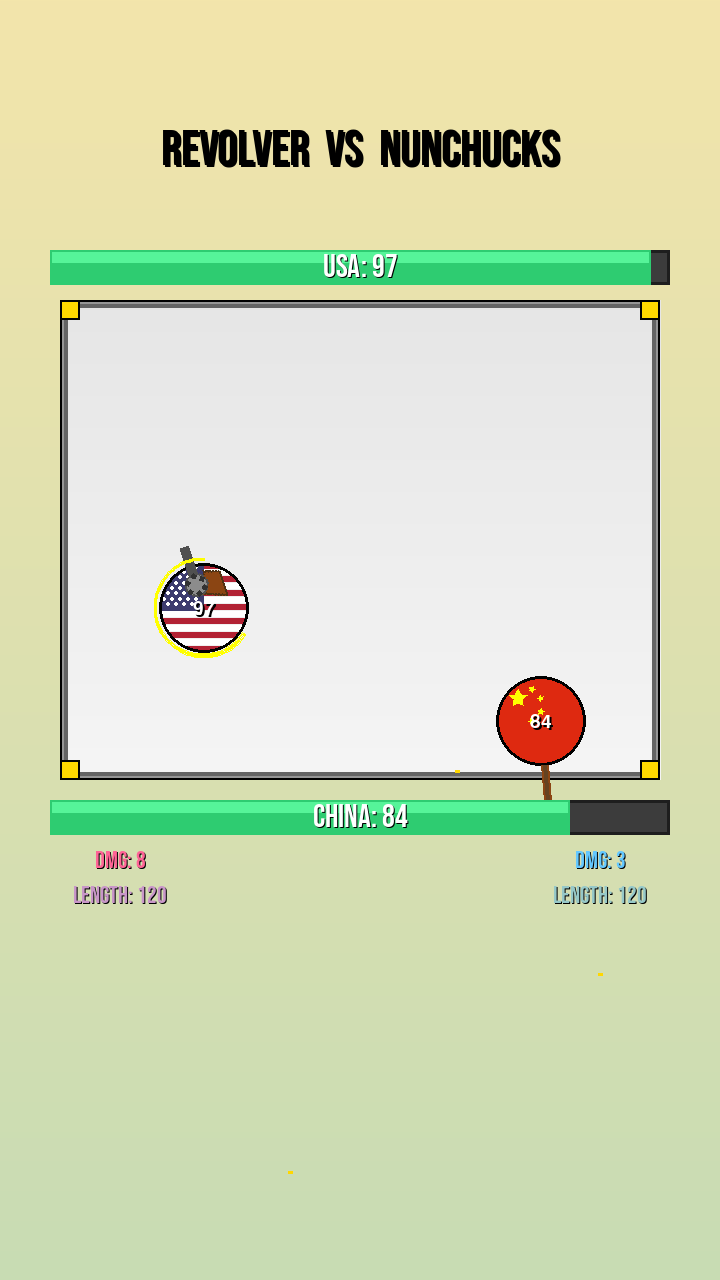 REVOLVER VS NUNCHUCKS
USA: 97
97
84
CHINA: 84
DMG: 8
DMG: 3
LENGTH: 120
LENGTH: 120